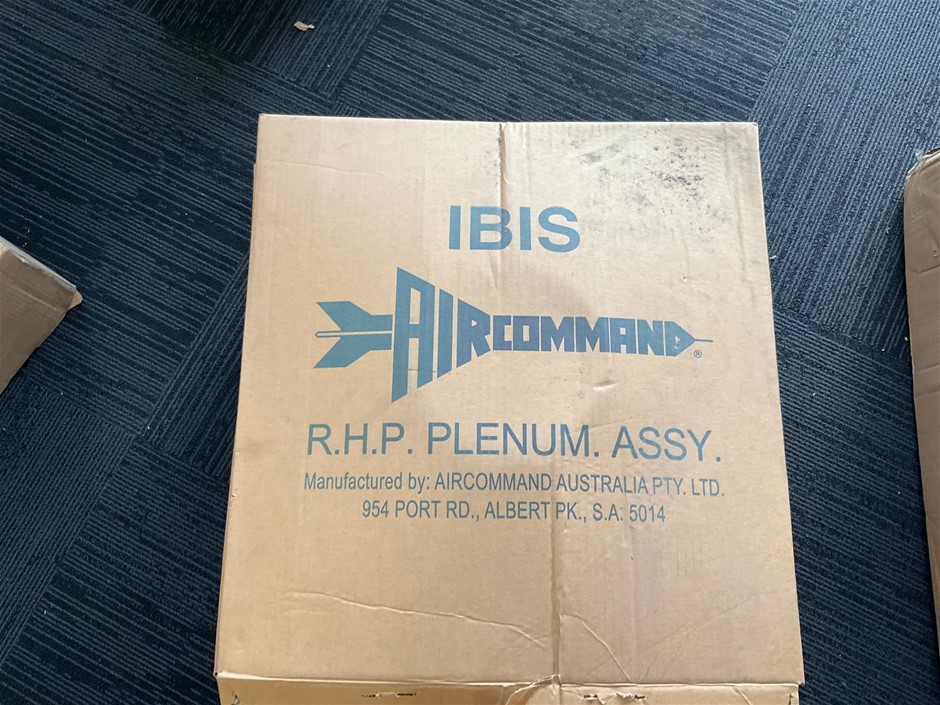 IBIS
AIRCOMMAND®
R.H.P. PLENUM. ASSY.
Manufactured by: AIRCOMMAND AUSTRALIA PTY. LTD.
954 PORT RD., ALBERT PK., S.A. 5014